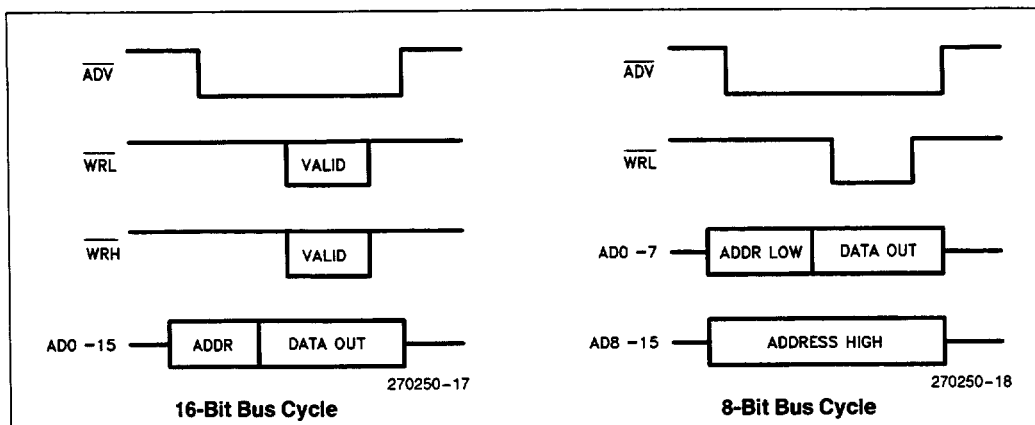 ADV
WRL
VALID
WRH
VALID
AD0 -15
ADDR
DATA OUT
270250-17
16-Bit Bus Cycle
ADV
WRL
AD0 -7
ADDR LOW
DATA OUT
AD8 -15
ADDRESS HIGH
270250-18
8-Bit Bus Cycle